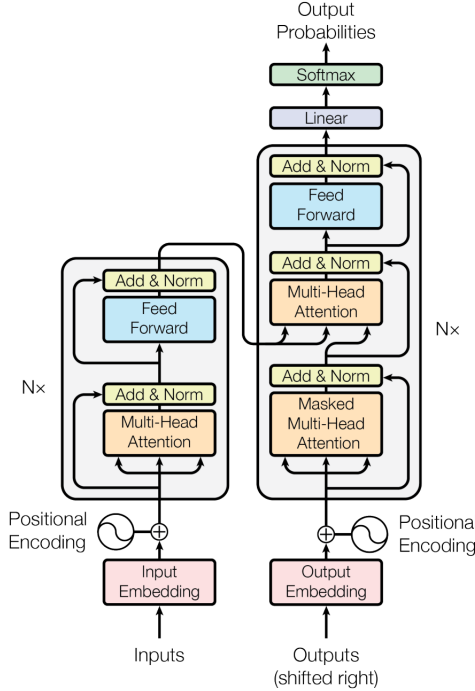 Output
Probabilities
Softmax
Linear
Add & Norm
Feed
Forward
Add & Norm
Multi-Head
Attention
Nx
Add & Norm
Masked
Multi-Head
Attention
Add & Norm
Feed
Forward
Nx
Add & Norm
Multi-Head
Attention
Positional
Encoding
Positiona
Encoding
Input
Embedding
Output
Embedding
Inputs
Outputs
(shifted right)